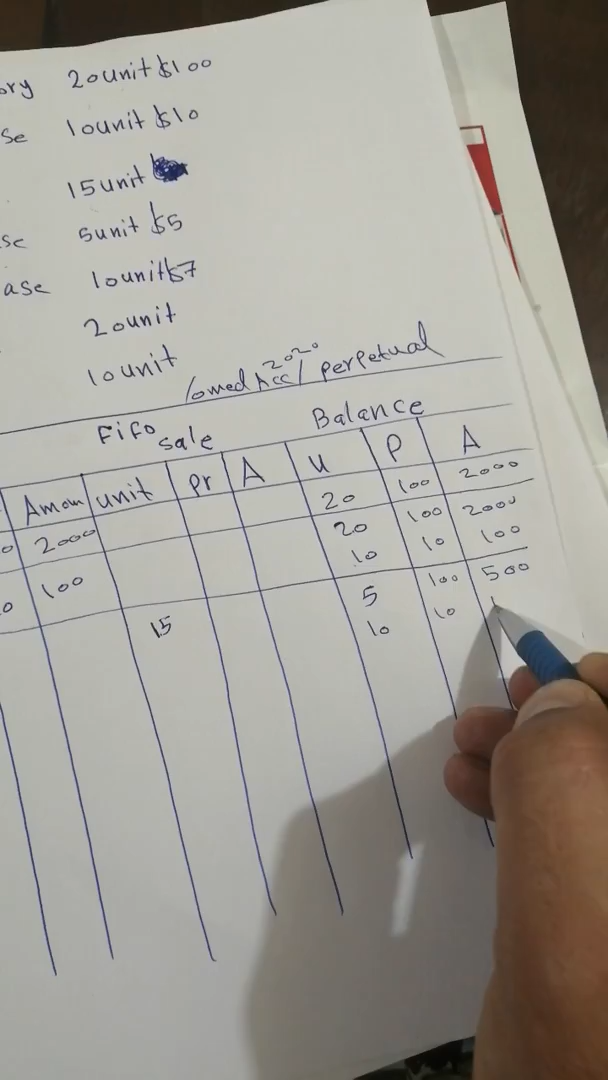 ory 20unit $100
se 10unit $10
15unit
se 5unit $5
ase 10unit $7
20unit
10unit
omed Acc 2020 / perpetual
Fifo sale Balance
Amoun unit pr A U P A
0 2000 20 100 2000
20 100 2000
0 100 10 10 100
15 5 100 500
10 10